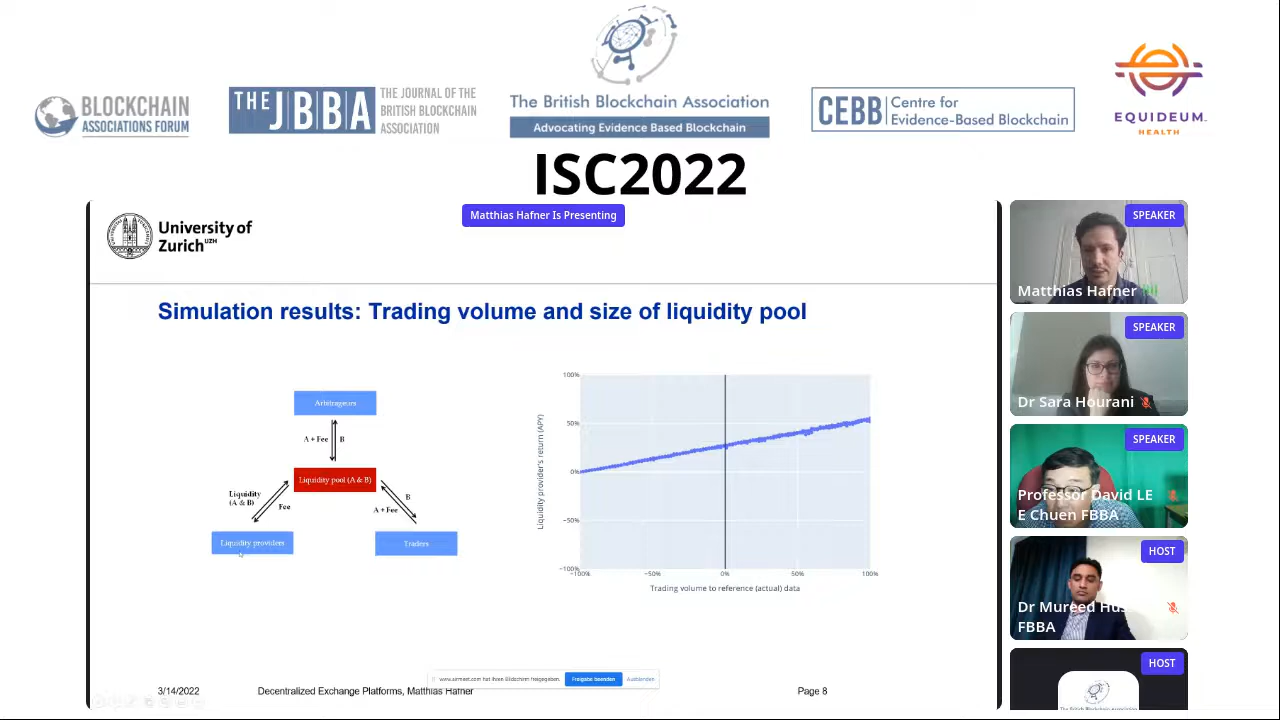 BLOCKCHAIN
ASSOCIATIONS FORUM
THE JBBA
THE JOURNAL OF THE
BRITISH BLOCKCHAIN
ASSOCIATION
The British Blockchain Association
Advocating Evidence Based Blockchain
CEBB
Centre for
Evidence-Based Blockchain
EQUIDEUM
HEALTH
ISC2022
Matthias Hafner Is Presenting
University of
Zurich UZH
Simulation results: Trading volume and size of liquidity pool
Arbitrageurs
A + Fee
B
Liquidity pool (A & B)
Liquidity
(A & B)
Fee
B
A + Fee
Liquidity providers
Traders
Liquidity provider's return (APY)
100%
50%
0%
−50%
−100%
−100%
−50%
0%
50%
100%
Trading volume to reference (actual) data
hat Ihren Bildschirm freigegeben.
Freigabe beenden
Ausblenden
3/14/2022
Decentralized Exchange Platforms, Matthias Hafner
Page 8
SPEAKER
Matthias Hafner
SPEAKER
Dr Sara Hourani
SPEAKER
Professor David LE
E Chuen FBBA
HOST
Dr Mureed
FBBA
HOST